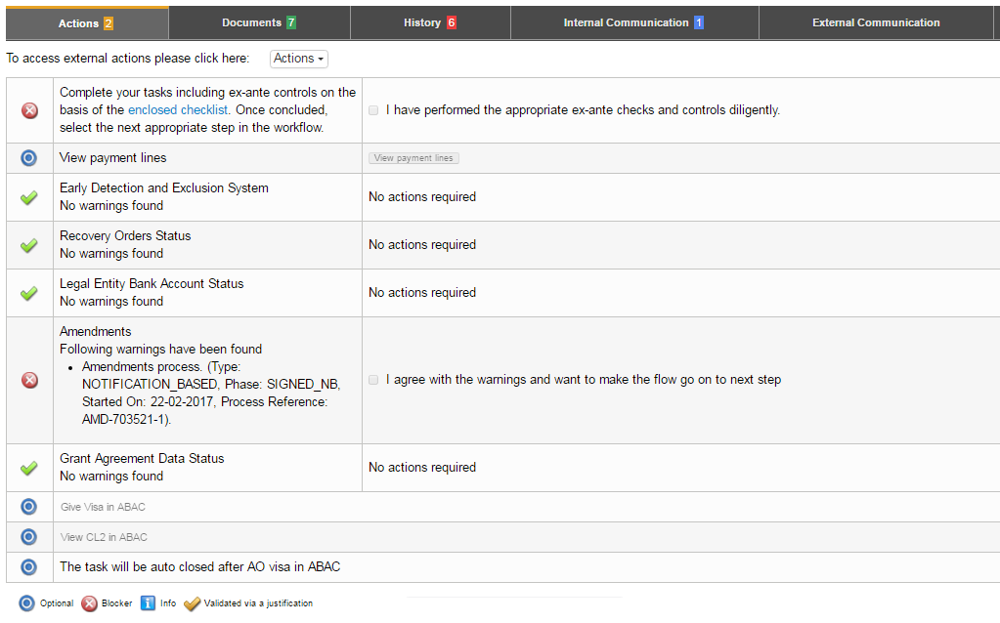 Actions 2 Documents 7 History 6 Internal Communication 1 External Communication
To access external actions please click here: Actions
Complete your tasks including ex-ante controls on the
basis of the enclosed checklist. Once concluded,
select the next appropriate step in the workflow.
I have performed the appropriate ex-ante checks and controls diligently.
View payment lines
View payment lines
Early Detection and Exclusion System
No warnings found
No actions required
Recovery Orders Status
No warnings found
No actions required
Legal Entity Bank Account Status
No warnings found
No actions required
Amendments
Following warnings have been found
• Amendments process. (Type:
NOTIFICATION_BASED, Phase: SIGNED_NB,
Started On: 22-02-2017, Process Reference:
AMD-703521-1).
I agree with the warnings and want to make the flow go on to next step
Grant Agreement Data Status
No warnings found
No actions required
Give Visa in ABAC
View CL2 in ABAC
The task will be auto closed after AO visa in ABAC
Optional Blocker i Info Validated via a justification